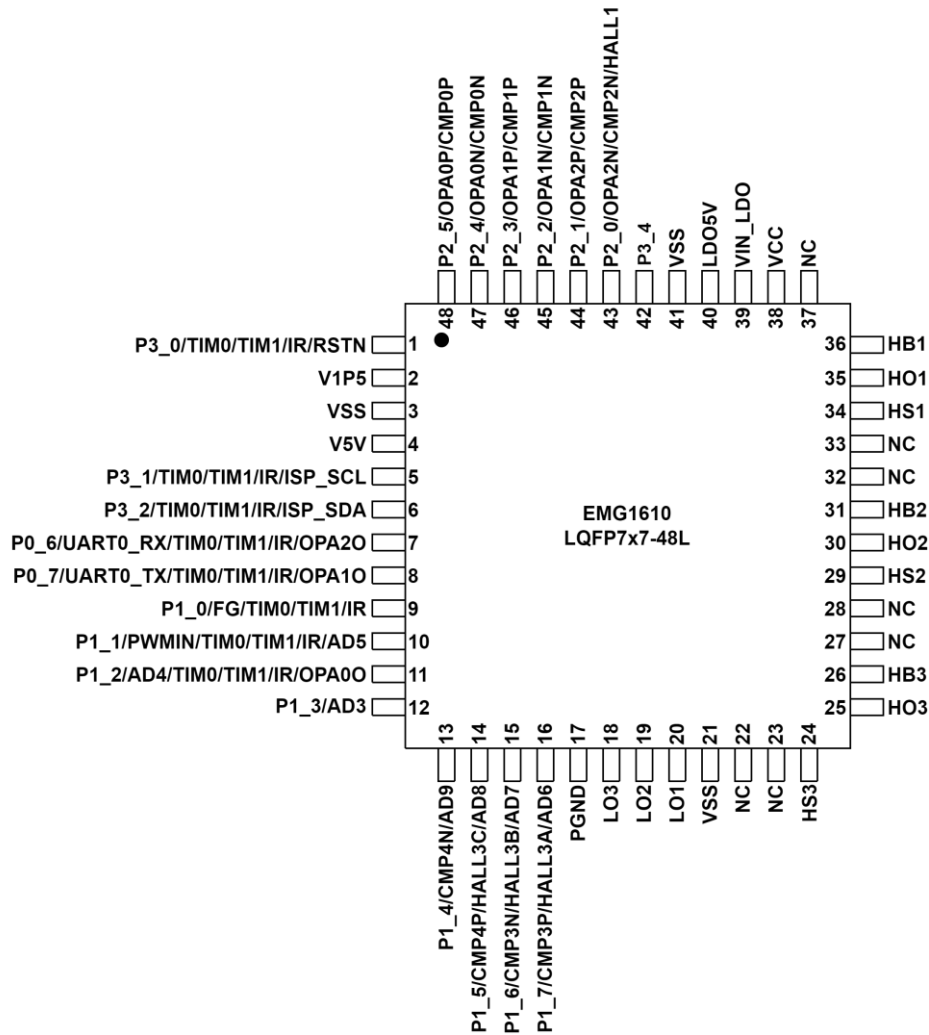 P2_5/OPA0P/CMP0P
P2_4/OPA0N/CMP0N
P2_3/OPA1P/CMP1P
P2_2/OPA1N/CMP1N
P2_1/OPA2P/CMP2P
P2_0/OPA2N/CMP2N/HALL1
P3_4
VSS
LDO5V
VIN_LDO
VCC
NC
48
47
46
45
44
43
42
41
40
39
38
37
P3_0/TIM0/TIM1/IR/RSTN 1
V1P5 2
VSS 3
V5V 4
P3_1/TIM0/TIM1/IR/ISP_SCL 5
P3_2/TIM0/TIM1/IR/ISP_SDA 6
P0_6/UART0_RX/TIM0/TIM1/IR/OPA2O 7
P0_7/UART0_TX/TIM0/TIM1/IR/OPA1O 8
P1_0/FG/TIM0/TIM1/IR 9
P1_1/PWMIN/TIM0/TIM1/IR/AD5 10
P1_2/AD4/TIM0/TIM1/IR/OPA0O 11
P1_3/AD3 12
EMG1610
LQFP7x7-48L
36 HB1
35 HO1
34 HS1
33 NC
32 NC
31 HB2
30 HO2
29 HS2
28 NC
27 NC
26 HB3
25 HO3
13
14
15
16
17
18
19
20
21
22
23
24
P1_4/CMP4N/AD9
P1_5/CMP4P/HALL3C/AD8
P1_6/CMP3N/HALL3B/AD7
P1_7/CMP3P/HALL3A/AD6
PGND
LO3
LO2
LO1
VSS
NC
NC
HS3